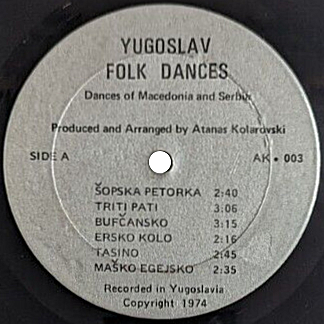 YUGOSLAV
FOLK DANCES
Dances of Macedonia and Serbia
Produced and Arranged by Atanas Kolarovski
SIDE A AK • 003
ŠOPSKA PETORKA 2:40
TRITI PATI 3:06
BUFČANSKO 3:15
ERSKO KOLO 2:16
TASINO 2:45
MAŠKO EGEJSKO 2:35
Recorded in Yugoslavia
Copyright 1974